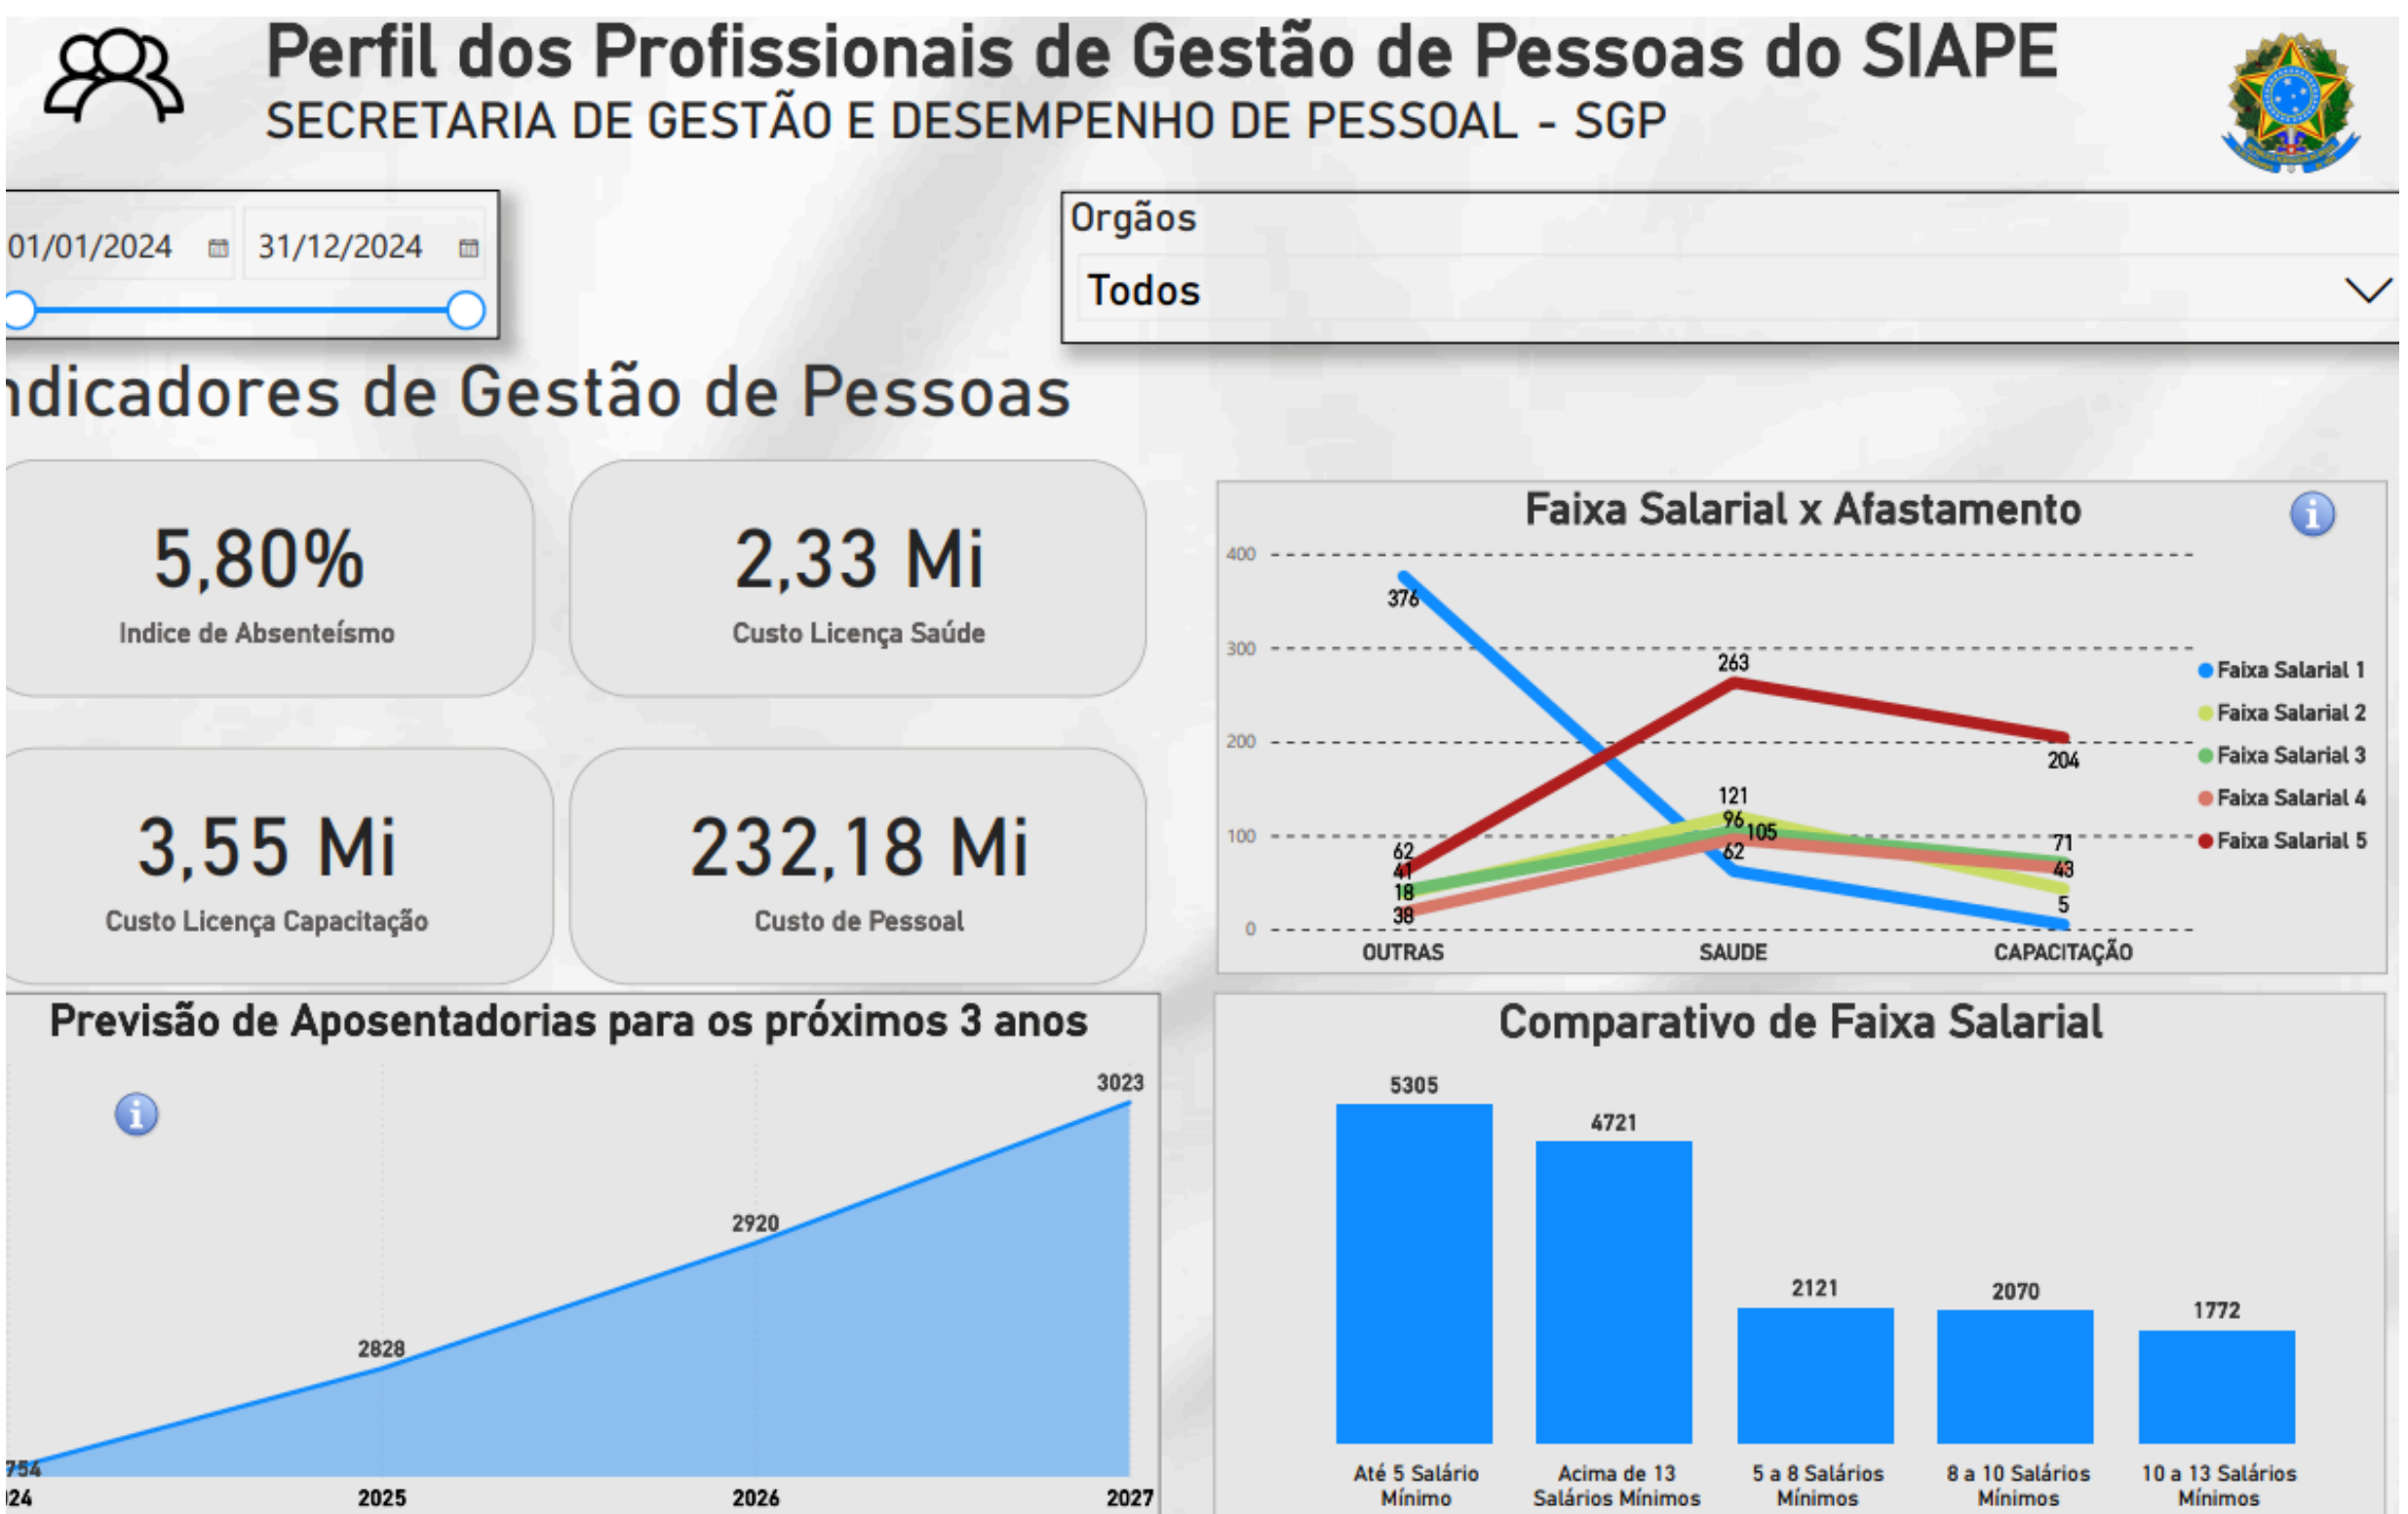 Perfil dos Profissionais de Gestão de Pessoas do SIAPE
SECRETARIA DE GESTÃO E DESEMPENHO DE PESSOAL - SGP
01/01/2024
31/12/2024
Orgãos
Todos
ndicadores de Gestão de Pessoas
5,80%
Indice de Absenteísmo
2,33 Mi
Custo Licença Saúde
3,55 Mi
Custo Licença Capacitação
232,18 Mi
Custo de Pessoal
Faixa Salarial x Afastamento
400
300
200
100
0
376
62
41
18
38
263
121
96
105
62
204
71
43
5
OUTRAS
SAUDE
CAPACITAÇÃO
Faixa Salarial 1
Faixa Salarial 2
Faixa Salarial 3
Faixa Salarial 4
Faixa Salarial 5
Previsão de Aposentadorias para os próximos 3 anos
754
2828
2920
3023
24
2025
2026
2027
Comparativo de Faixa Salarial
5305
4721
2121
2070
1772
Até 5 Salário
Mínimo
Acima de 13
Salários Mínimos
5 a 8 Salários
Mínimos
8 a 10 Salários
Mínimos
10 a 13 Salários
Mínimos